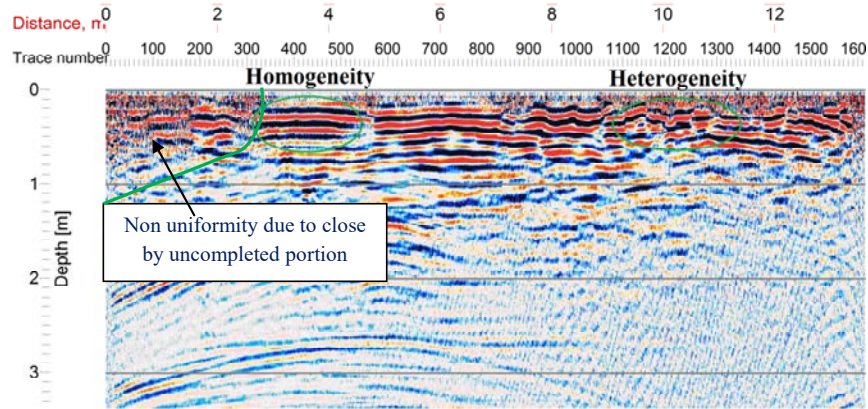 Distance, m 0 2 4 6 8 10 12
Trace number 0 100 200 300 400 500 600 700 800 900 1000 1100 1200 1300 1400 1500 160
Homogeneity Heterogeneity
0
1
Non uniformity due to close
by uncompleted portion
Depth [m]
2
3